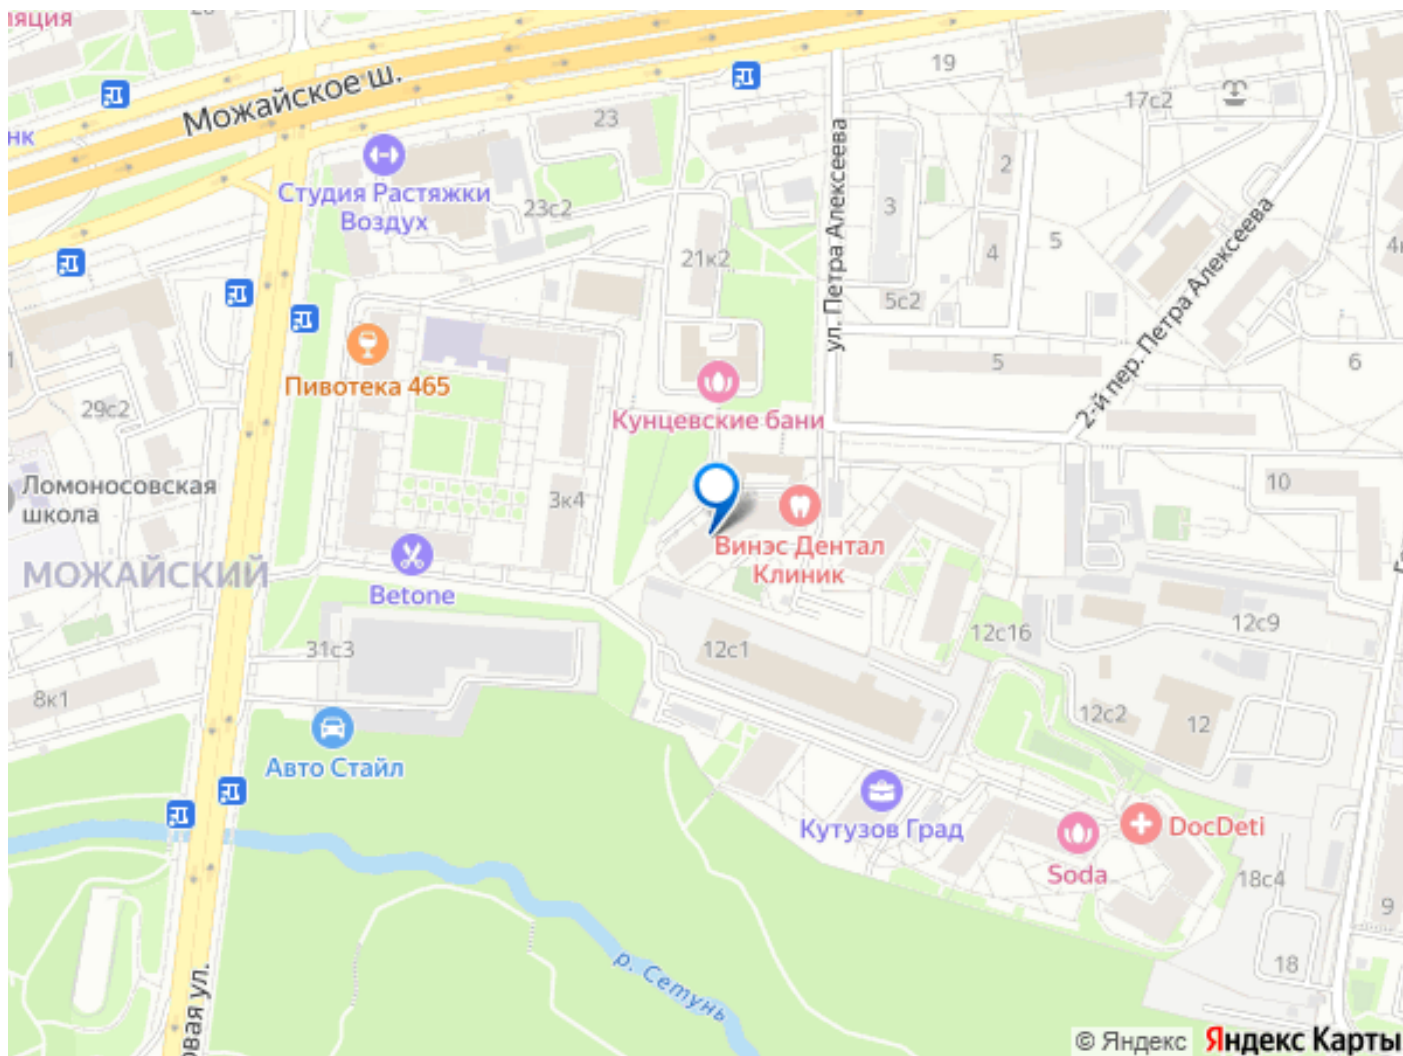 яция
20
19
17с2
Можайское ш.
нк
23
ул. Петра Алексеева
2
Студия Растяжки
Воздух
23с2
3
5
4
2-й пер. Петра Алексеева
21к2
5с2
Пивотека 465
5
6
29с2
Кунцевские бани
Ломоносовская
школа
3к4
10
Винэс Дентал
Клиник
МОЖАЙСКИЙ
Betone
31с3
12с1
12с16
12с9
8к1
12с2
12
Авто Стайл
Кутузов Град
DocDeti
Soda
18с4
9
р. Сетунь
18
овая ул.
© Яндекс Яндекс Карты